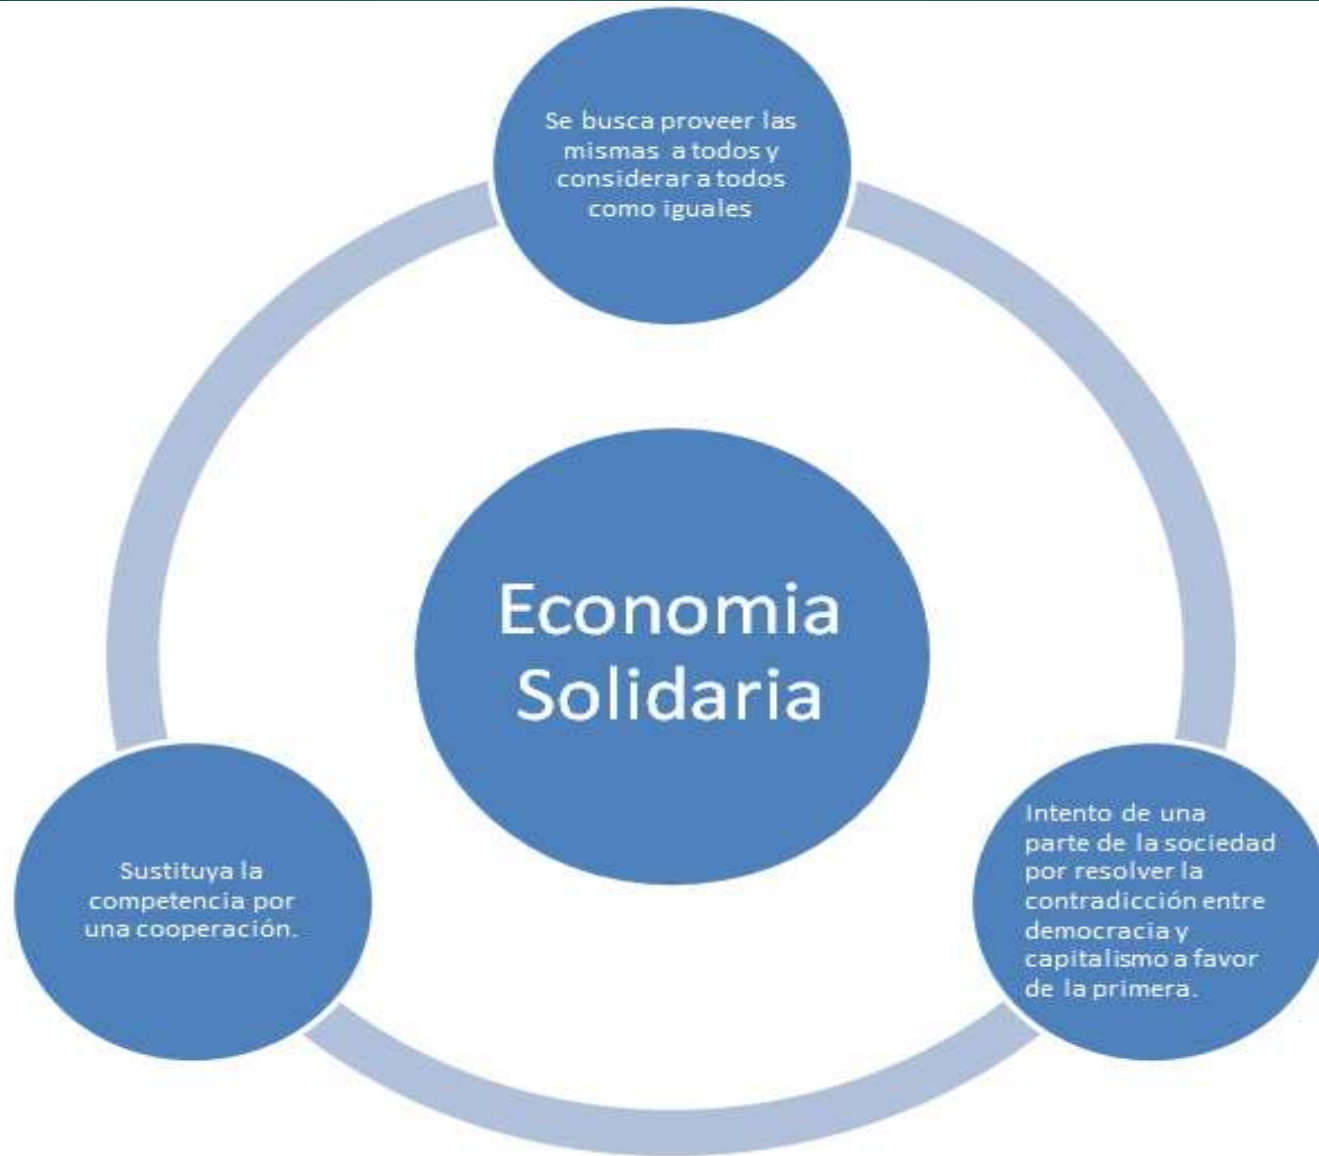 Se busca proveer las
mismas a todos y
considerar a todos
como iguales
Economia
Solidaria
Intento de una
parte de la sociedad
por resolver la
contradicción entre
democracia y
capitalismo a favor
de la primera.
Sustituya la
competencia por
una cooperación.